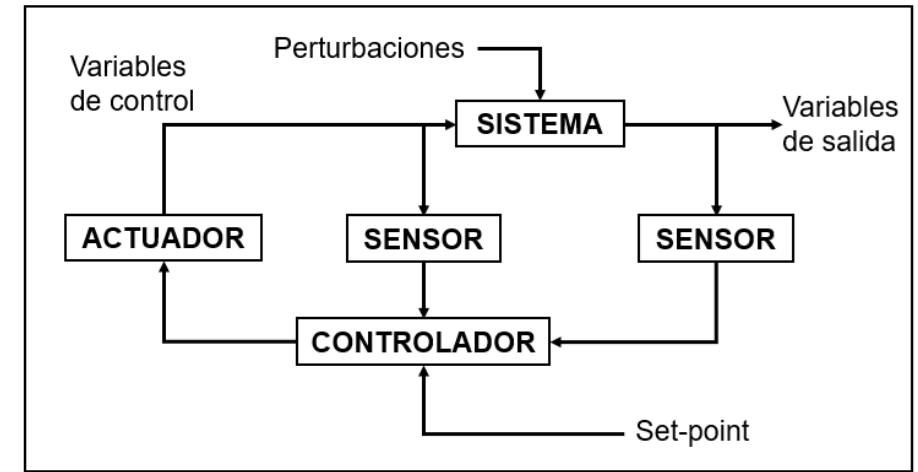 Perturbaciones
Variables
de control
SISTEMA
Variables
de salida
ACTUADOR
SENSOR
SENSOR
CONTROLADOR
Set-point